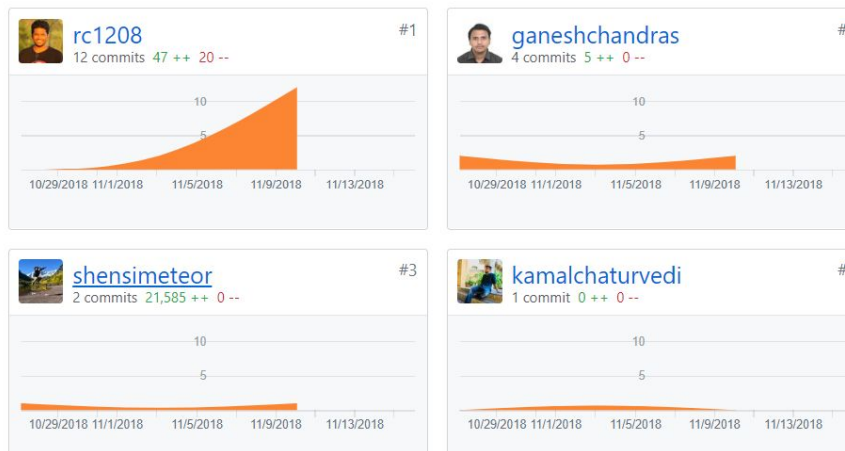 rc1208
#1
12 commits 47 ++ 20 --
10
5
10/29/2018 11/1/2018 11/5/2018 11/9/2018 11/13/2018
ganeshchandras
#
4 commits 5 ++ 0 --
10
5
10/29/2018 11/1/2018 11/5/2018 11/9/2018 11/13/2018
shensimeteor
#3
2 commits 21,585 ++ 0 --
10
5
10/29/2018 11/1/2018 11/5/2018 11/9/2018 11/13/2018
kamalchaturvedi
#
1 commit 0 ++ 0 --
10
5
10/29/2018 11/1/2018 11/5/2018 11/9/2018 11/13/2018